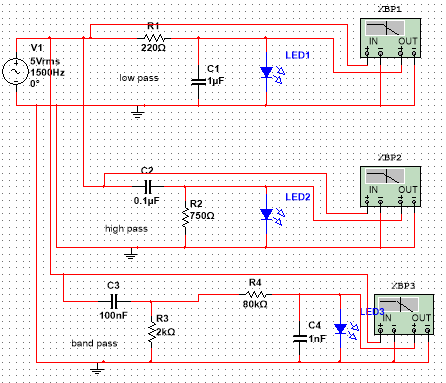 XBP1
R1
V1
220Ω
IN OUT
5Vrms
LED1
1500Hz
C1
0°
low pass
1µF
C2
XBP2
0.1µF
R2
LED2
IN OUT
750Ω
high pass
C3
R4
XBP3
100nF
R3
80kΩ
LED3
IN OUT
2kΩ
C4
band pass
1nF